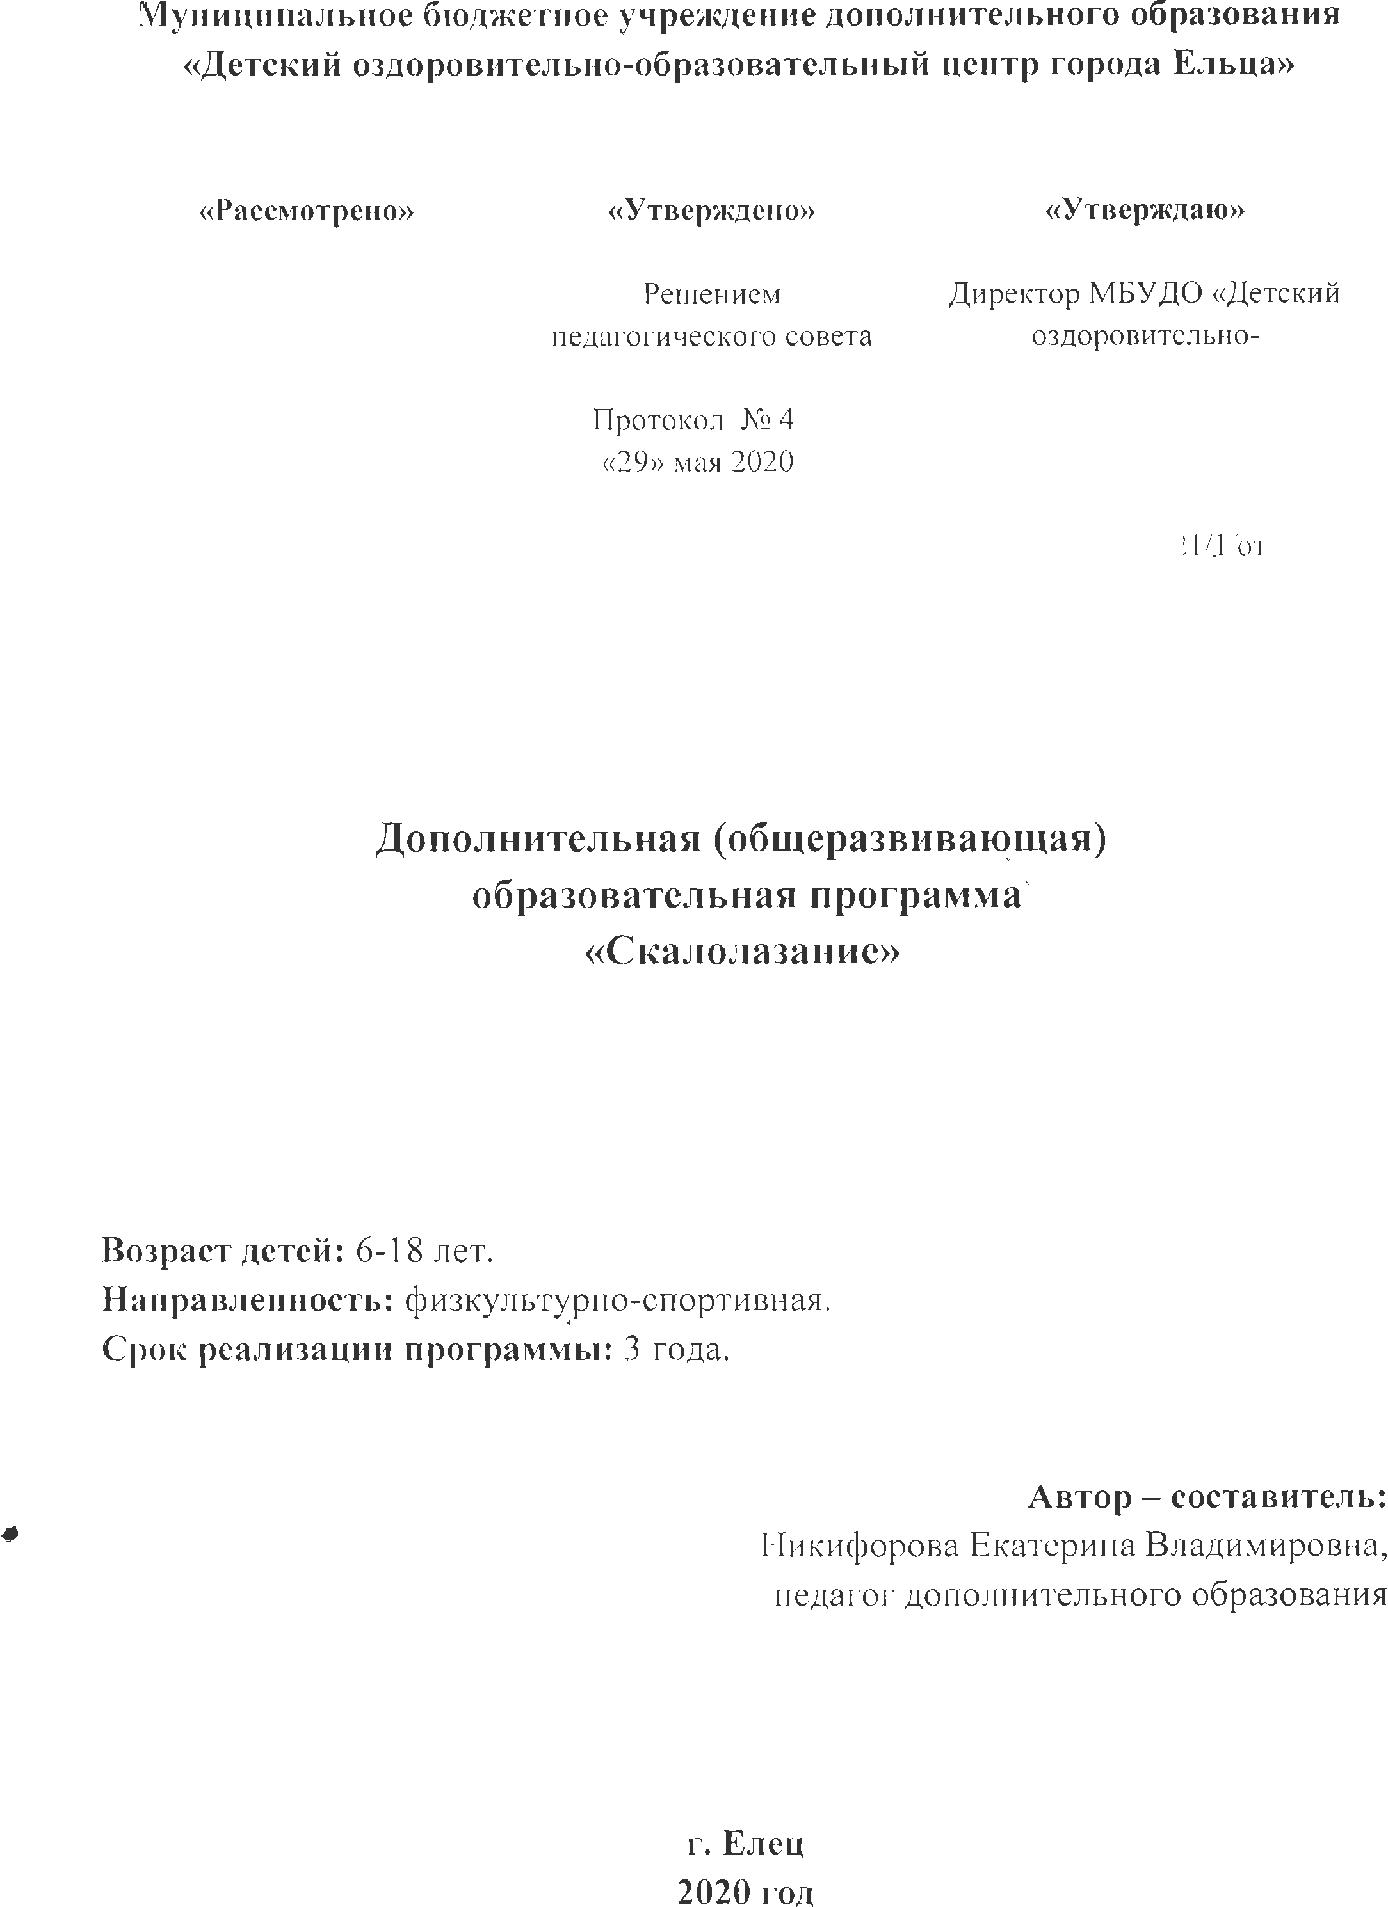 Муниципальное бюджетное учреждение дополнительного образования
«Детский оздоровительно-образовательный центр города Ельца»
«Рассмотрено» «Утверждено» «Утверждаю»
Решением Директор МБУДО «Детский
педагогического совета оздоровительно-
Протокол № 4
«29» мая 2020
от
Дополнительная (общеразвивающая)
образовательная программа
«Скалолазание»
Возраст детей: 6-18 лет.
Направленность: физкультурно-спортивная.
Срок реализации программы: 3 года.
Автор – составитель:
Никифорова Екатерина Владимировна,
педагог дополнительного образования
г. Елец
2020 год